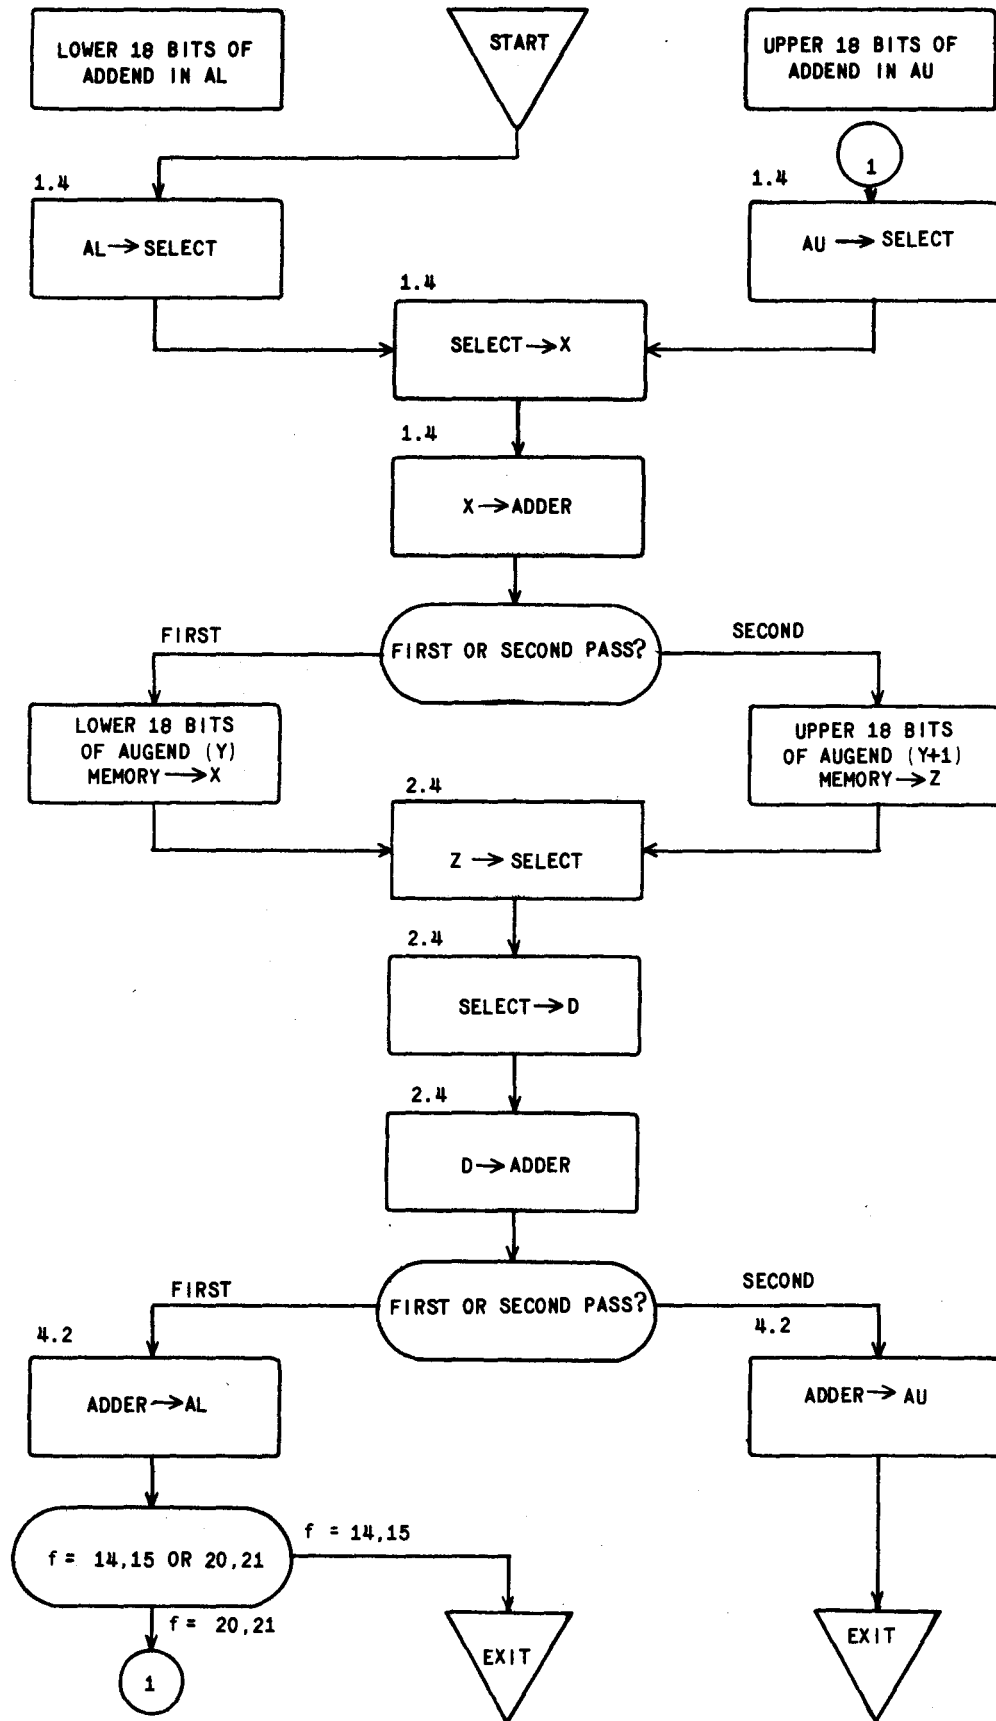 LOWER 18 BITS OF
ADDEND IN AL
START
UPPER 18 BITS OF
ADDEND IN AU
1
1.4
AL→SELECT
1.4
AU → SELECT
1.4
SELECT→X
1.4
X→ADDER
FIRST OR SECOND PASS?
FIRST
SECOND
LOWER 18 BITS
OF AUGEND (Y)
MEMORY →X
UPPER 18 BITS
OF AUGEND (Y+1)
MEMORY→Z
2.4
Z → SELECT
2.4
SELECT→D
2.4
D→ADDER
FIRST OR SECOND PASS?
FIRST
SECOND
4.2
ADDER→AL
4.2
ADDER→ AU
f = 14,15 OR 20,21
f = 14,15
f = 20,21
1
EXIT
EXIT